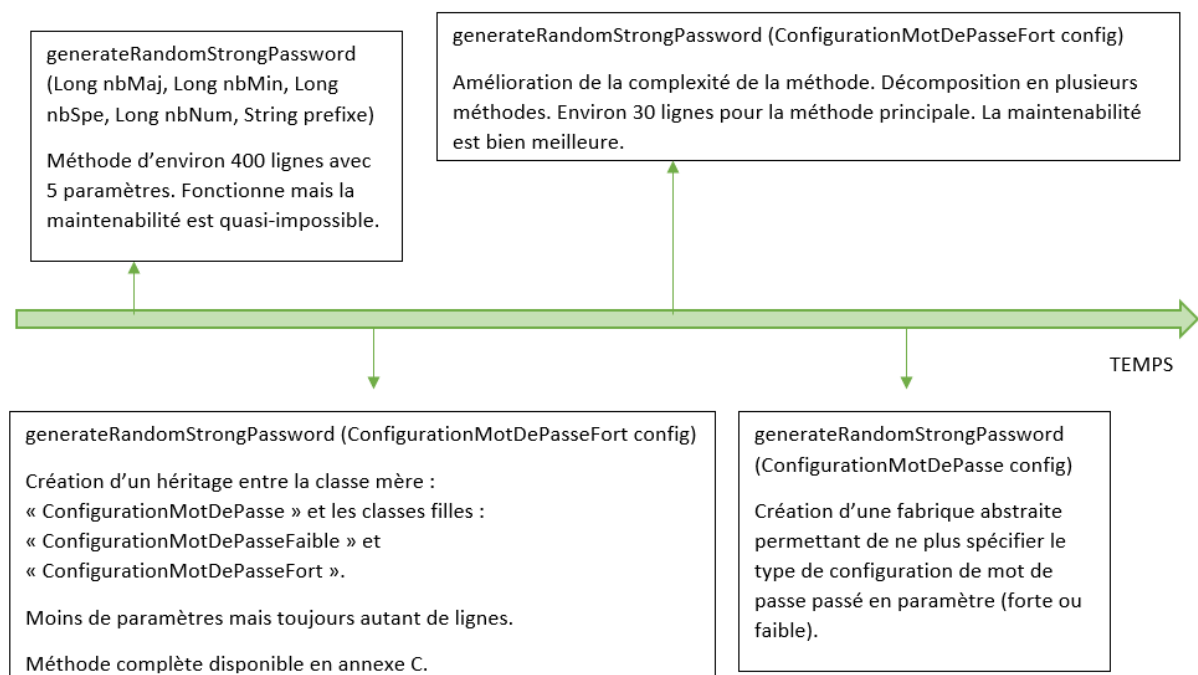 generateRandomStrongPassword
(Long nbMaj, Long nbMin, Long
nbSpe, Long nbNum, String prefixe)
Méthode d’environ 400 lignes avec
5 paramètres. Fonctionne mais la
maintenabilité est quasi-impossible.
generateRandomStrongPassword (ConfigurationMotDePasseFort config)
Amélioration de la complexité de la méthode. Décomposition en plusieurs
méthodes. Environ 30 lignes pour la méthode principale. La maintenabilité
est bien meilleure.
TEMPS
generateRandomStrongPassword (ConfigurationMotDePasseFort config)
Création d’un héritage entre la classe mère :
« ConfigurationMotDePasse » et les classes filles :
« ConfigurationMotDePasseFaible » et
« ConfigurationMotDePasseFort ».
Moins de paramètres mais toujours autant de lignes.
Méthode complète disponible en annexe C.
generateRandomStrongPassword
(ConfigurationMotDePasse config)
Création d’une fabrique abstraite
permettant de ne plus spécifier le
type de configuration de mot de
passe passé en paramètre (forte ou
faible).